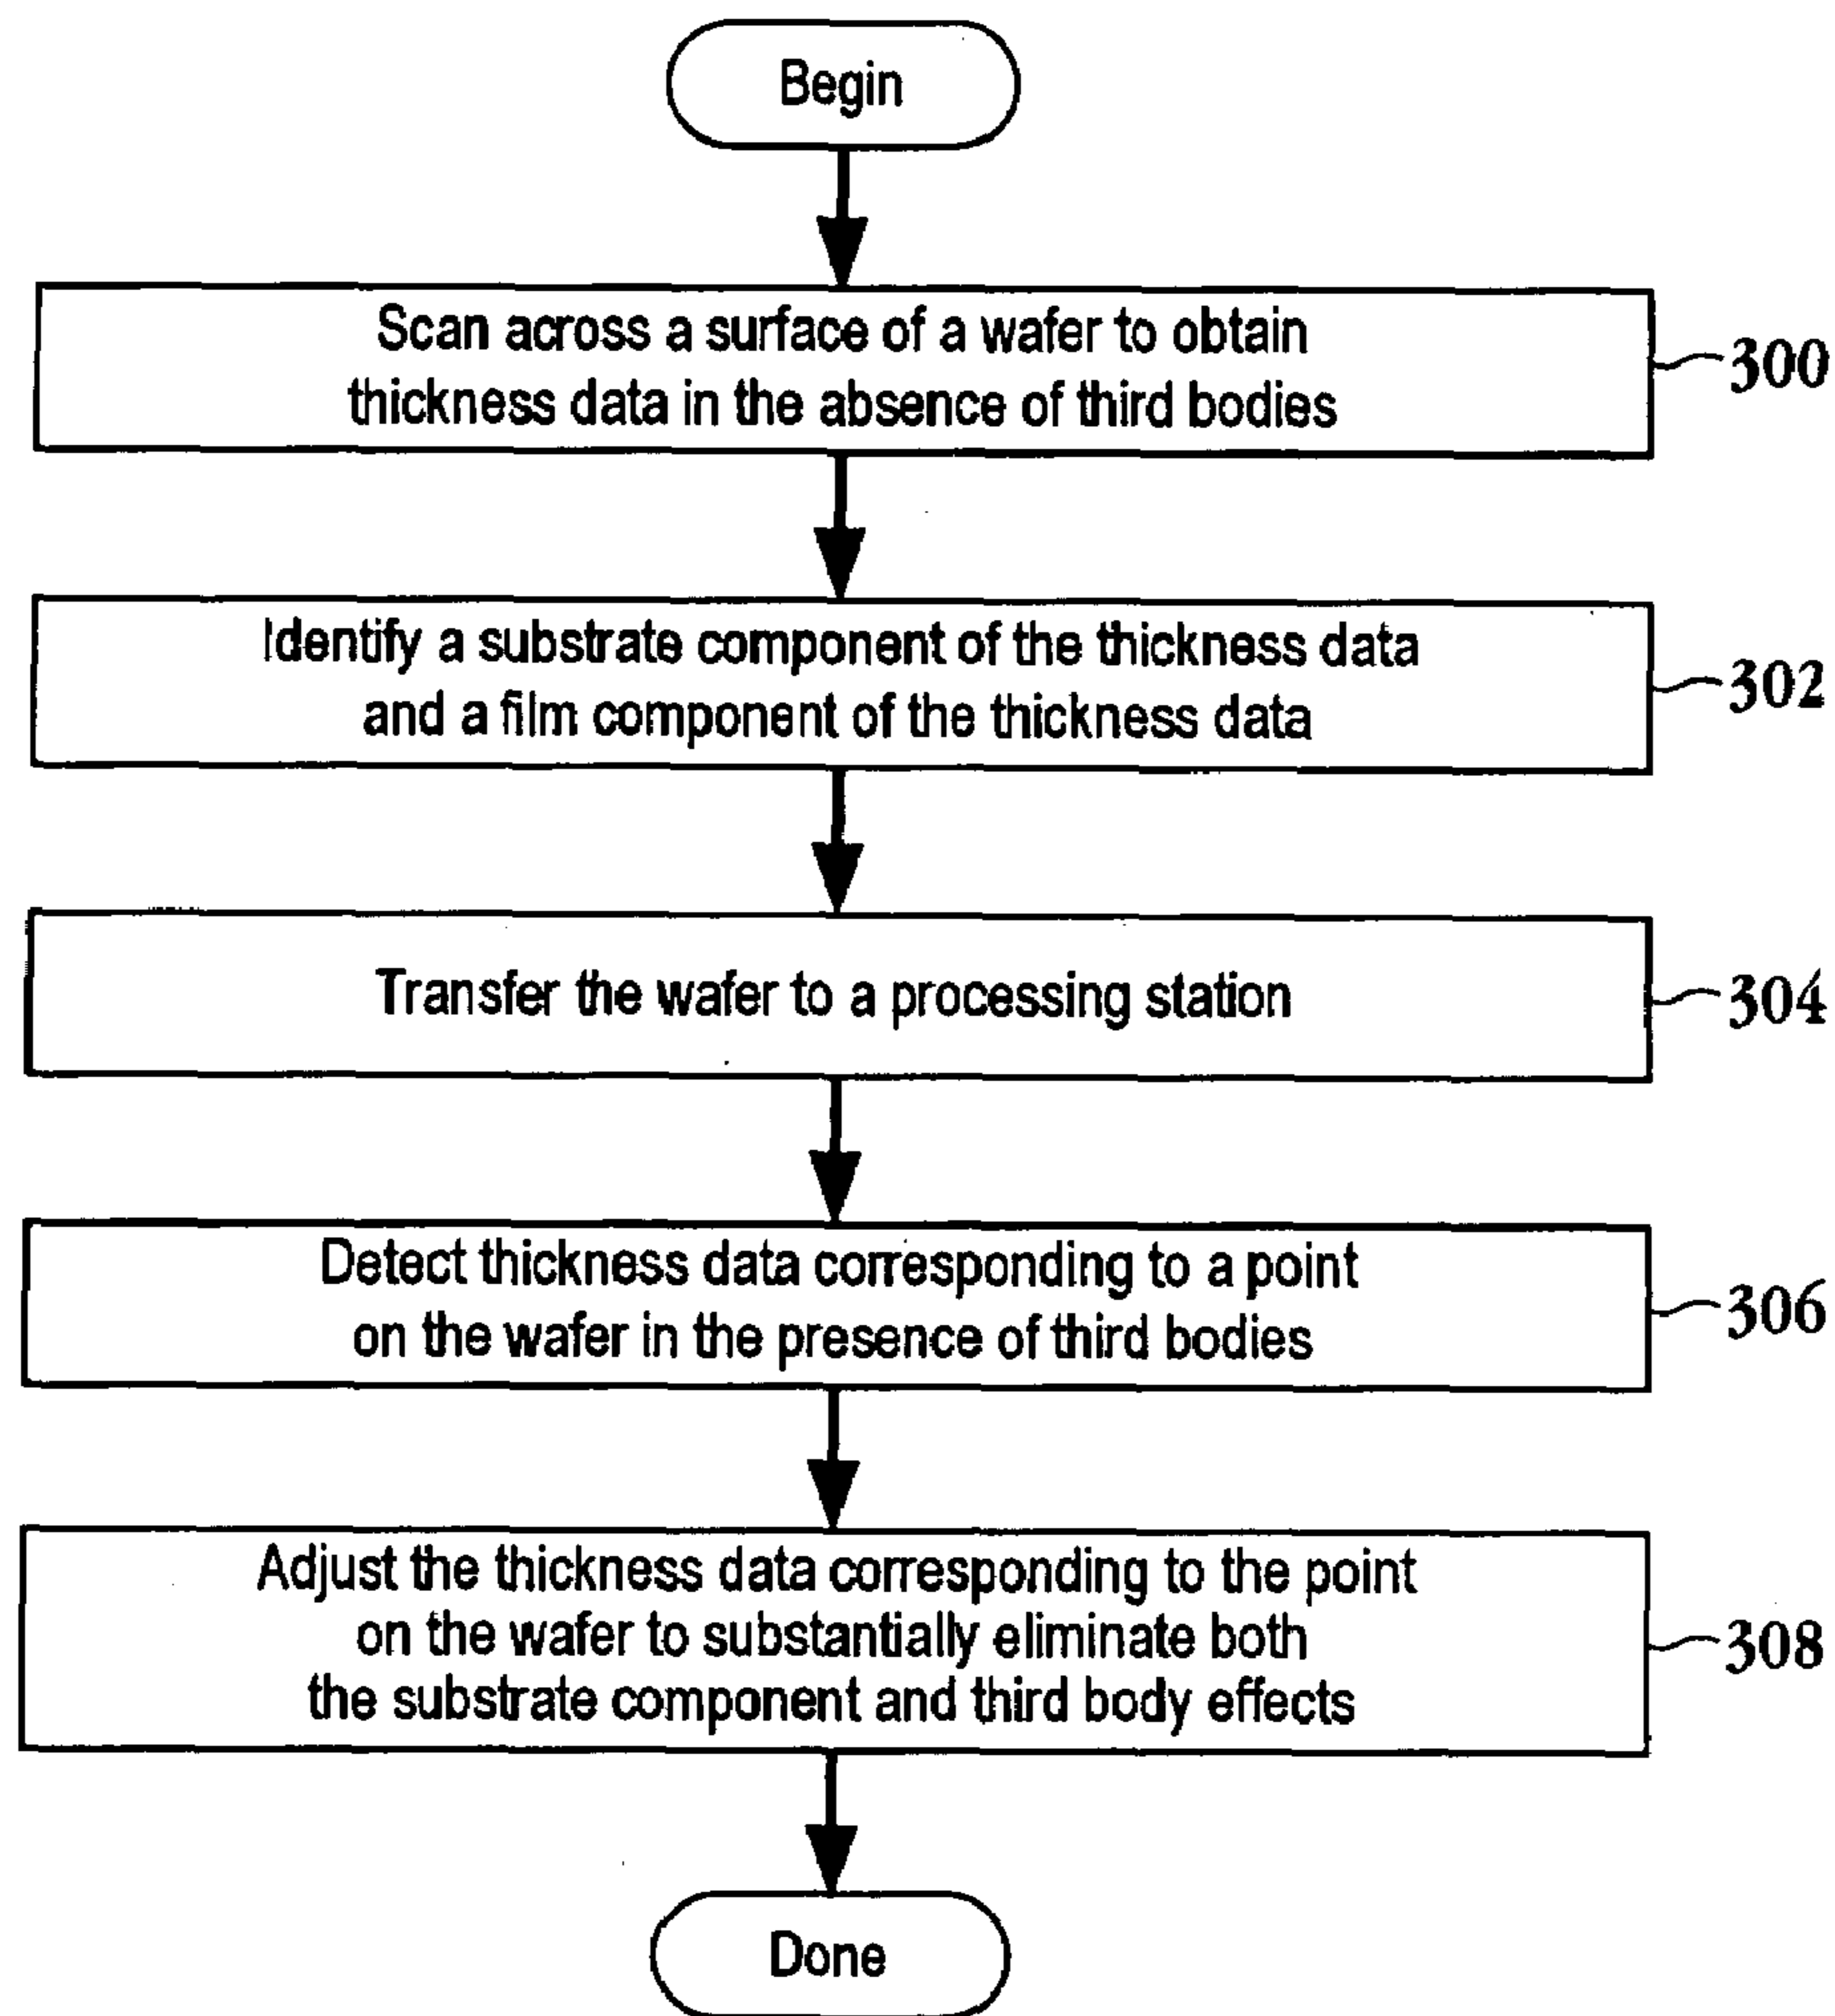 Begin
Scan across a surface of a wafer to obtain
thickness data in the absence of third bodies
300
Identify a substrate component of the thickness data
and a film component of the thickness data
302
Transfer the wafer to a processing station
304
Detect thickness data corresponding to a point
on the wafer in the presence of third bodies
306
Adjust the thickness data corresponding to the point
on the wafer to substantially eliminate both
the substrate component and third body effects
308
Done